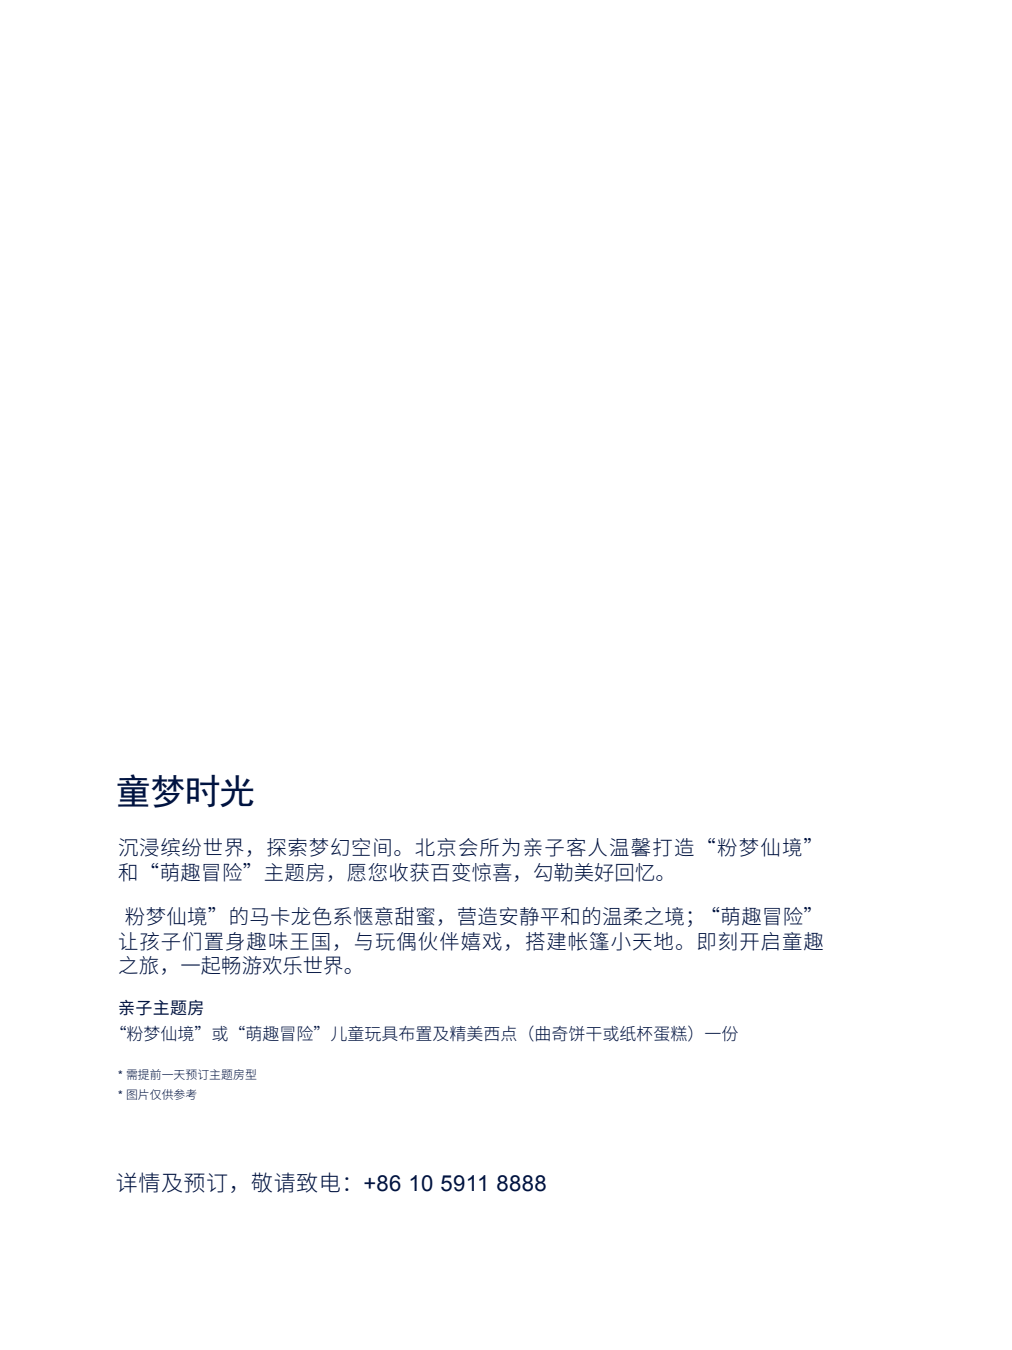 童梦时光
沉浸缤纷世界，探索梦幻空间。北京会所为亲子客人温馨打造“粉梦仙境”
和“萌趣冒险”主题房，愿您收获百变惊喜，勾勒美好回忆。
粉梦仙境”的马卡龙色系惬意甜蜜，营造安静平和的温柔之境；“萌趣冒险”
让孩子们置身趣味王国，与玩偶伙伴嬉戏，搭建帐篷小天地。即刻开启童趣
之旅，一起畅游欢乐世界。
亲子主题房
“粉梦仙境”或“萌趣冒险”儿童玩具布置及精美西点（曲奇饼干或纸杯蛋糕）一份
* 需提前一天预订主题房型
* 图片仅供参考
详情及预订，敬请致电：+86 10 5911 8888